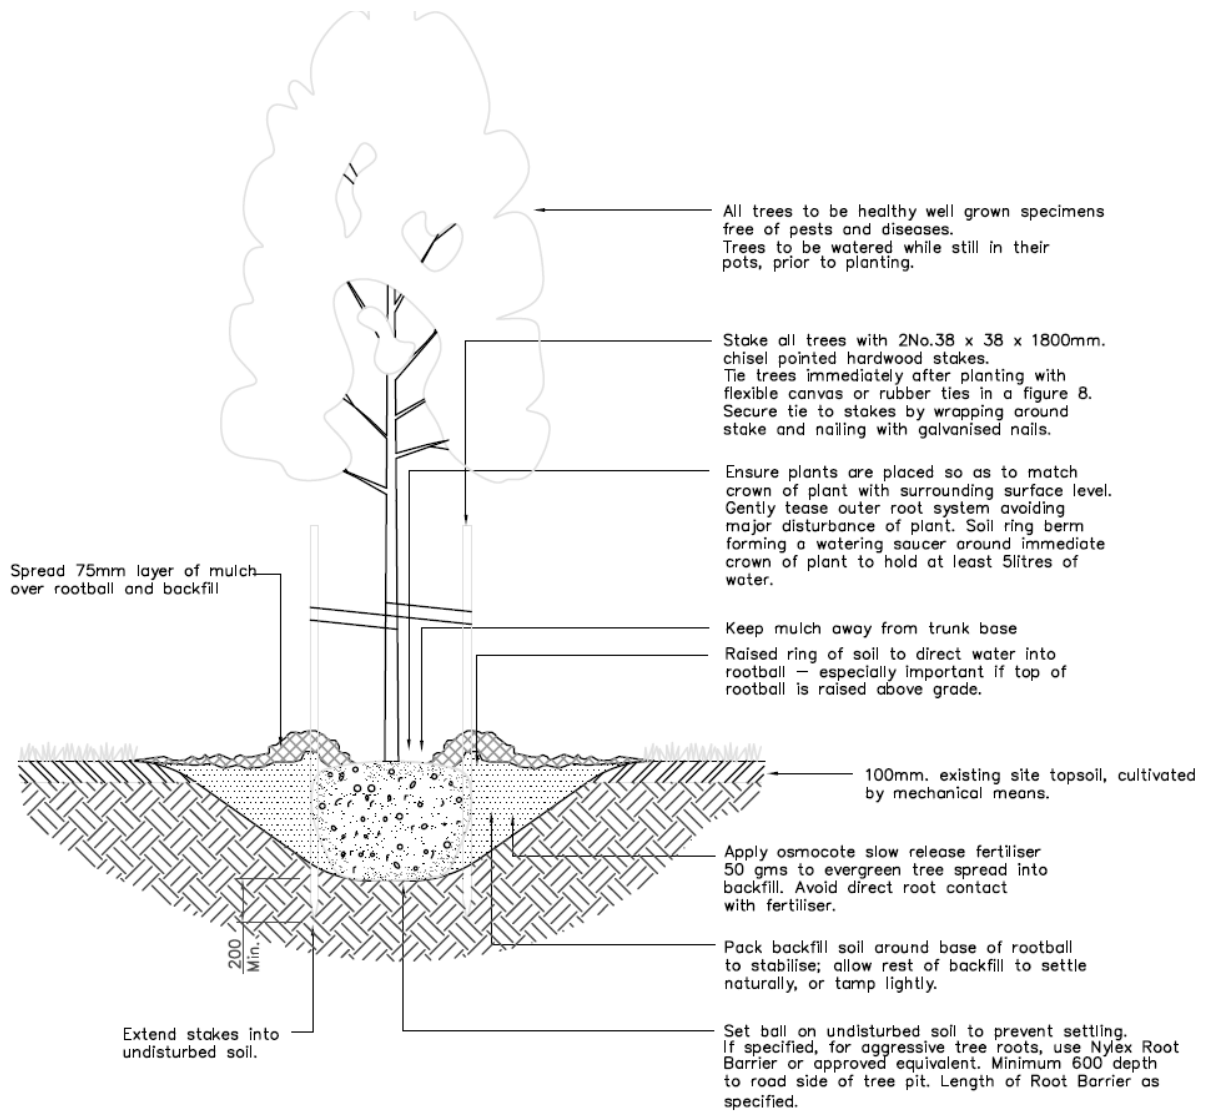 All trees to be healthy well grown specimens
free of pests and diseases.
Trees to be watered while still in their
pots, prior to planting.
Stake all trees with 2No.38 x 38 x 1800mm.
chisel pointed hardwood stakes.
Tie trees immediately after planting with
flexible canvas or rubber ties in a figure 8.
Secure tie to stakes by wrapping around
stake and nailing with galvanised nails.
Ensure plants are placed so as to match
crown of plant with surrounding surface level.
Gently tease outer root system avoiding
major disturbance of plant. Soil ring berm
forming a watering saucer around immediate
crown of plant to hold at least 5litres of
water.
Spread 75mm layer of mulch
over rootball and backfill
Keep mulch away from trunk base
Raised ring of soil to direct water into
rootball – especially important if top of
rootball is raised above grade.
100mm. existing site topsoil, cultivated
by mechanical means.
Apply osmocote slow release fertiliser
50 gms to evergreen tree spread into
backfill. Avoid direct root contact
with fertiliser.
Pack backfill soil around base of rootball
to stabilise; allow rest of backfill to settle
naturally, or tamp lightly.
200
Min.
Extend stakes into
undisturbed soil.
Set ball on undisturbed soil to prevent settling.
If specified, for aggressive tree roots, use Nylex Root
Barrier or approved equivalent. Minimum 600 depth
to road side of tree pit. Length of Root Barrier as
specified.